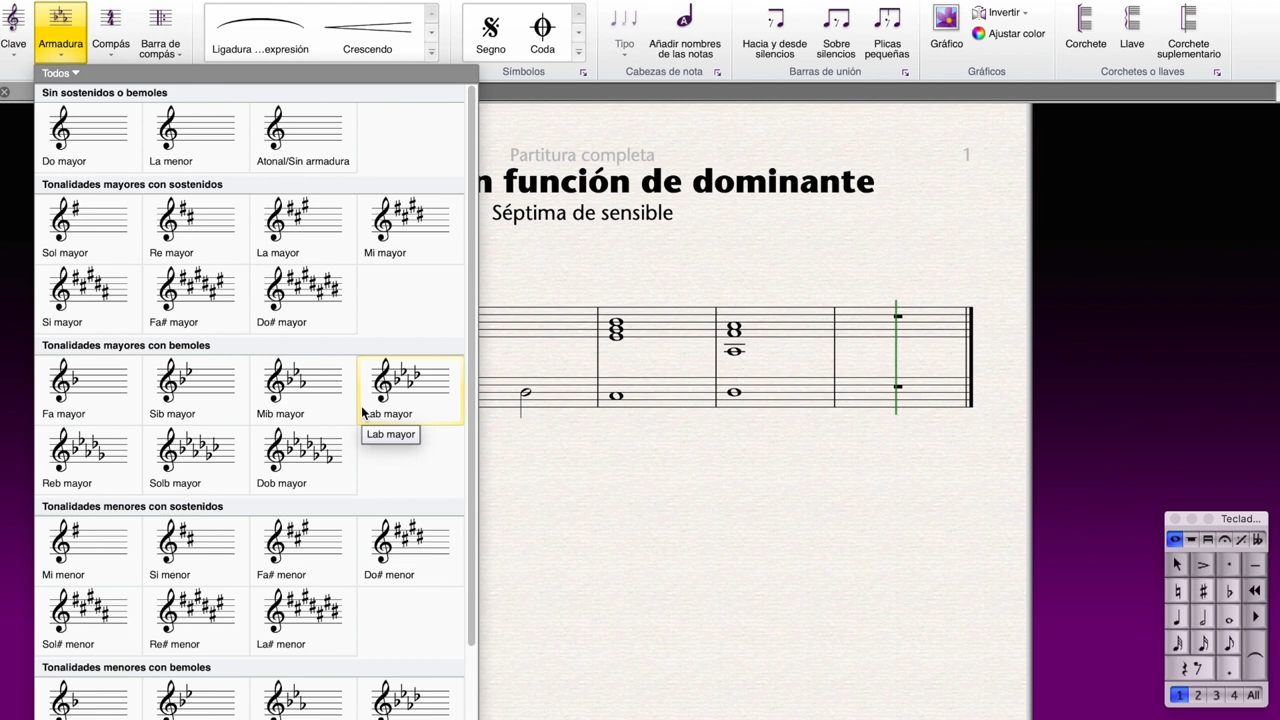 Clave
Armadura
Compás
Barra de
compás
Ligadura ...expresión
Crescendo
Segno
Coda
Símbolos
Tipo
Añadir nombres
de las notas
Cabezas de nota
Hacia y desde
silencios
Sobre
silencios
Plicas
pequeñas
Barras de unión
Gráfico
Invertir
Ajustar color
Gráficos
Corchete
Llave
Corchete
suplementario
Corchetes o llaves
Todos
Sin sostenidos o bemoles
Do mayor
La menor
Atonal/Sin armadura
Tonalidades mayores con sostenidos
Sol mayor
Re mayor
La mayor
Mi mayor
Si mayor
Fa# mayor
Do# mayor
Tonalidades mayores con bemoles
Fa mayor
Sib mayor
Mib mayor
Lab mayor
Lab mayor
Reb mayor
Solb mayor
Dob mayor
Tonalidades menores con sostenidos
Mi menor
Si menor
Fa# menor
Do# menor
Sol# menor
Re# menor
La# menor
Tonalidades menores con bemoles
Partitura completa
1
n función de dominante
Séptima de sensible
Teclad...
1 2 3 4 All